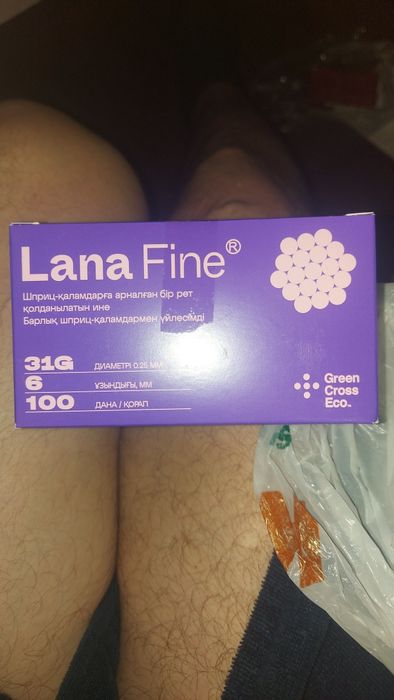 Lana Fine®
Шприц-қаламдарға арналған бір рет
қолданылатын ине
Барлық шприц-қаламдармен үйлесімді
31G ДИАМЕТРІ 0.25 ММ
6 ҰЗЫНДЫҒЫ, ММ
100 ДАНА / ҚОРАП
Green
Cross
Eco™